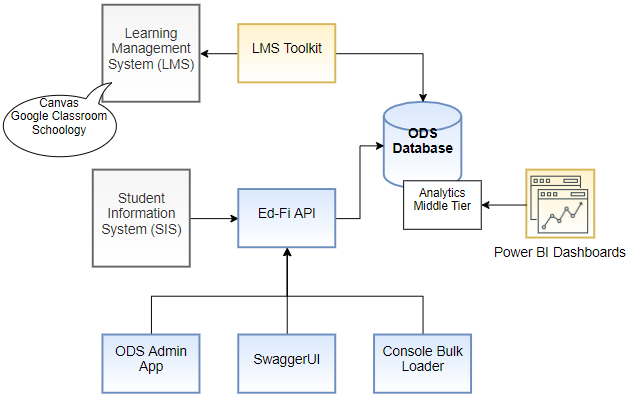 Learning
Management
System (LMS)
LMS Toolkit
Canvas
Google Classroom
Schoology
ODS
Database
Student
Information
System (SIS)
Ed-Fi API
Analytics
Middle Tier
Power BI Dashboards
ODS Admin
App
SwaggerUI
Console Bulk
Loader